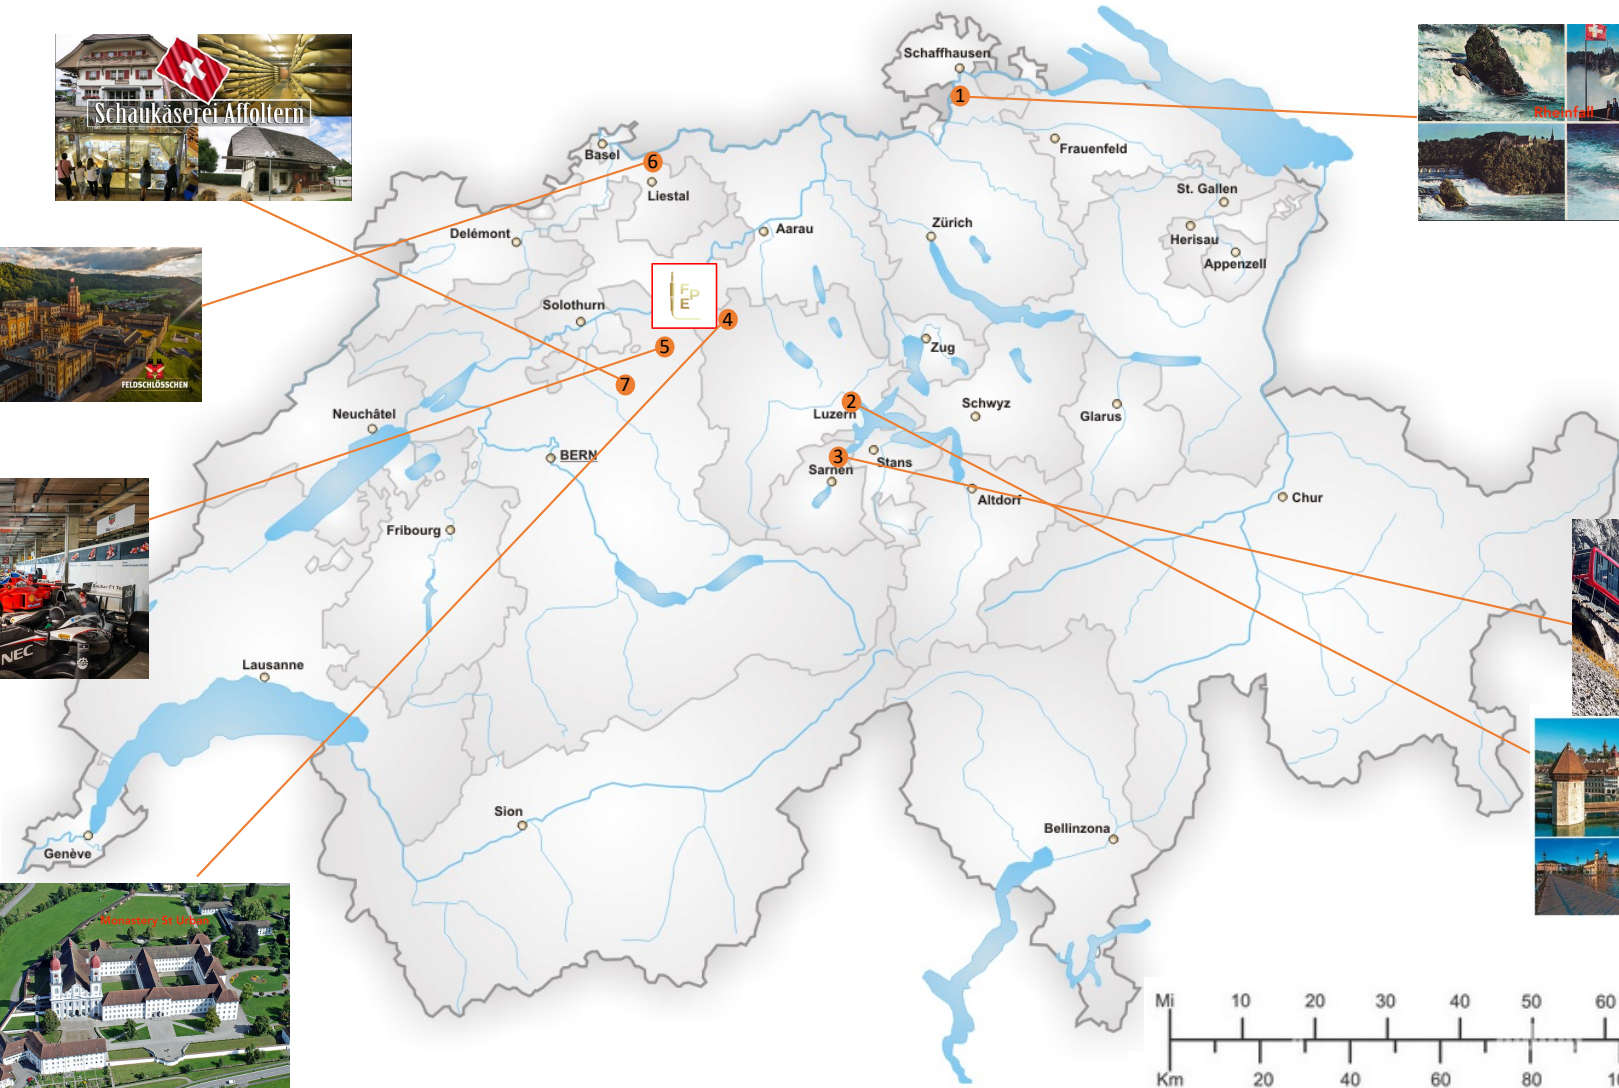 Schaukäserei Affoltern
FELDSCHLÖSSCHEN
NEC
Monastery St Urban
Rheinfall
Schaffhausen
1
Frauenfeld
Basel
6
Liestal
St. Gallen
Herisau
Appenzell
Delémont
Aarau
Zürich
Solothurn
F
P
E
4
5
7
Zug
Neuchâtel
Luzern
2
Schwyz
Glarus
BERN
3
Sarnen
Stans
Altdorf
Chur
Fribourg
Lausanne
Sion
Bellinzona
Genève
Mi 10 20 30 40 50 60
Km 20 40 60 80